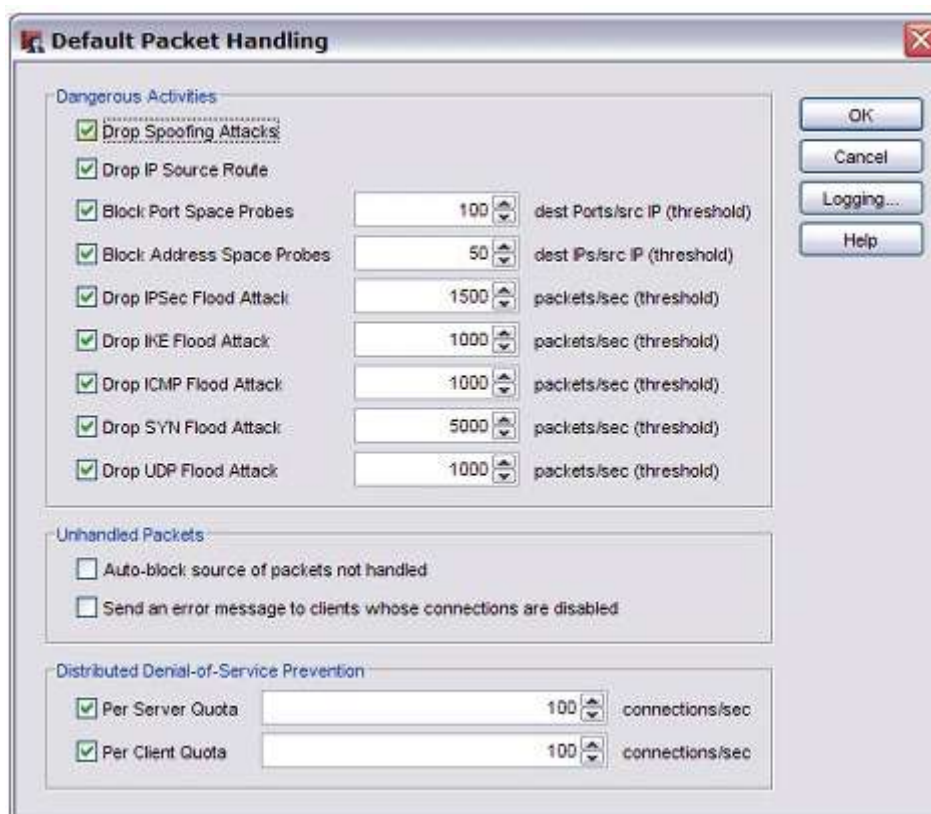 Default Packet Handling
Dangerous Activities
Drop Spoofing Attacks
Drop IP Source Route
Block Port Space Probes 100 dest Ports/src IP (threshold)
Block Address Space Probes 50 dest IPs/src IP (threshold)
Drop IPSec Flood Attack 1500 packets/sec (threshold)
Drop IKE Flood Attack 1000 packets/sec (threshold)
Drop ICMP Flood Attack 1000 packets/sec (threshold)
Drop SYN Flood Attack 5000 packets/sec (threshold)
Drop UDP Flood Attack 1000 packets/sec (threshold)
Unhandled Packets
Auto-block source of packets not handled
Send an error message to clients whose connections are disabled
Distributed Denial-of-Service Prevention
Per Server Quota 100 connections/sec
Per Client Quota 100 connections/sec
OK
Cancel
Logging...
Help